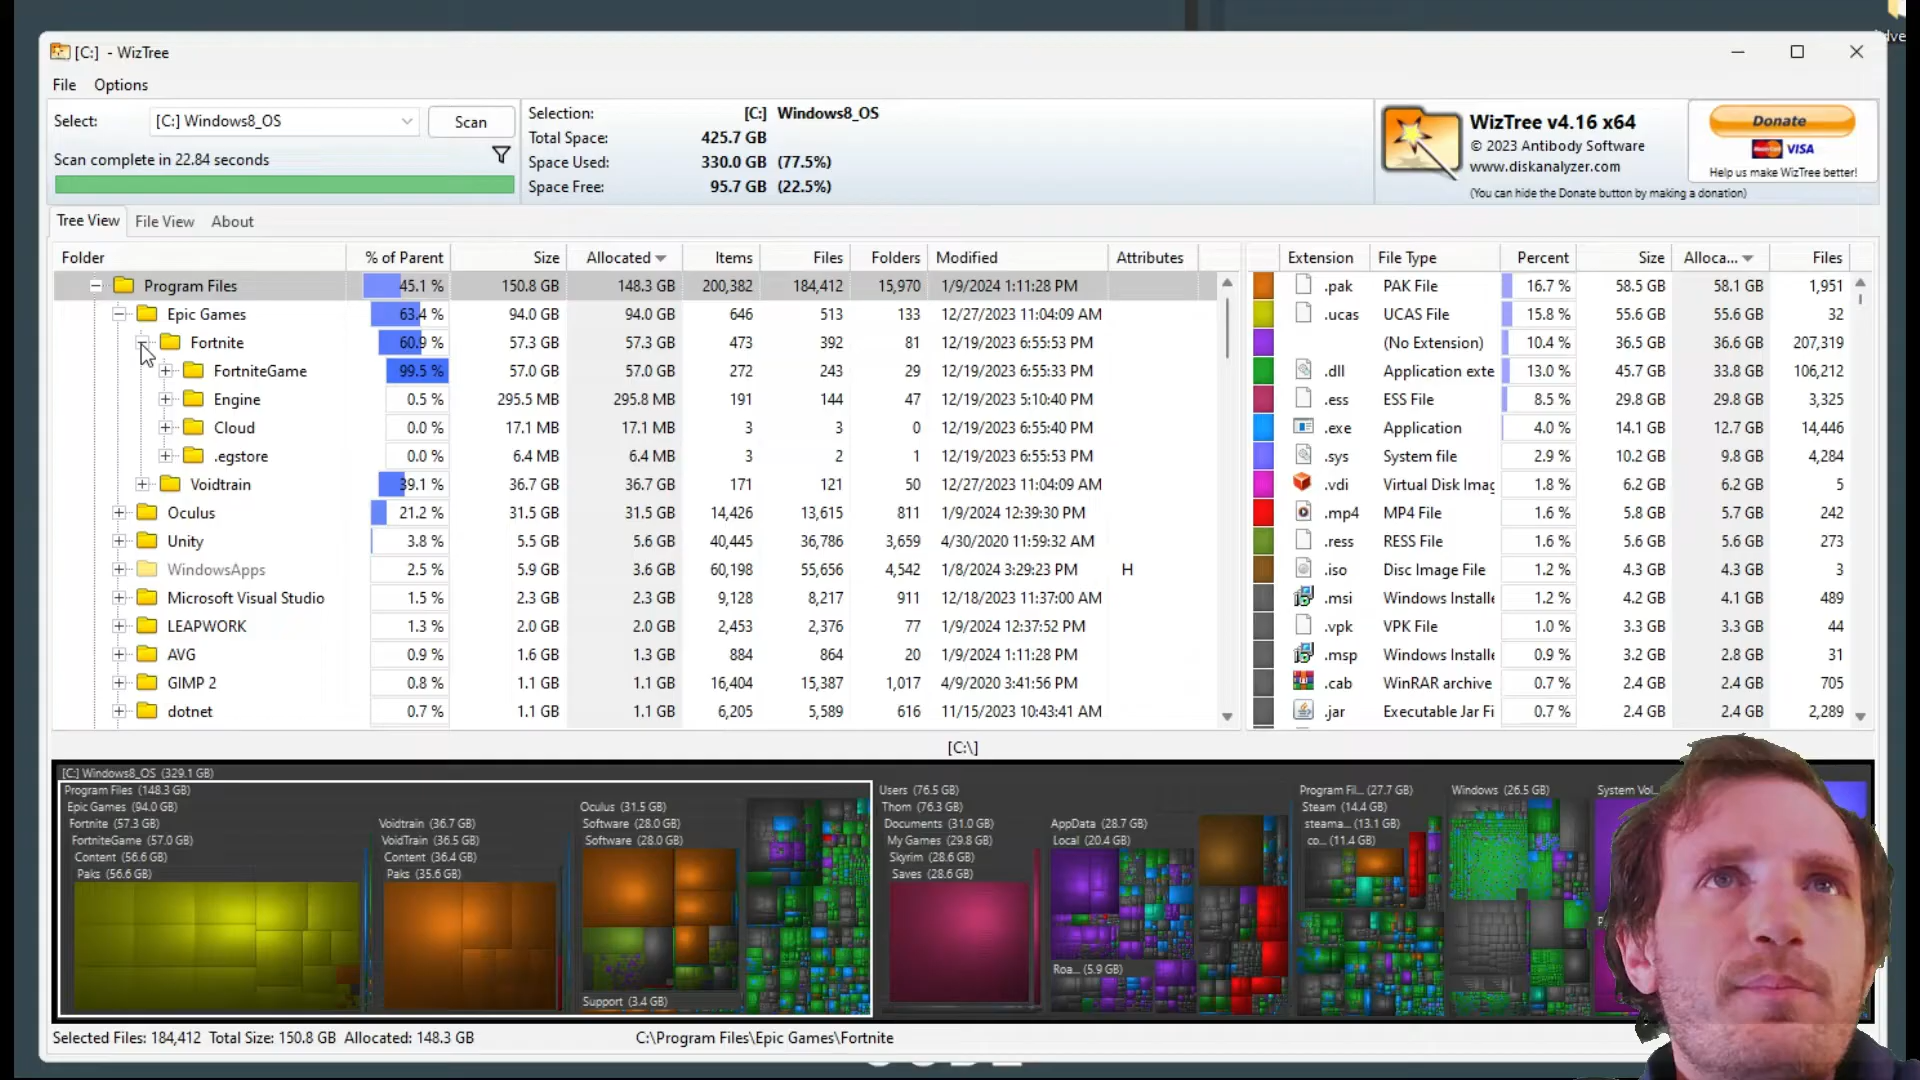 [C:] - WizTree
File Options
Select: [C:] Windows8_OS Scan
Scan complete in 22.84 seconds
Selection: [C:] Windows8_OS
Total Space: 425.7 GB
Space Used: 330.0 GB (77.5%)
Space Free: 95.7 GB (22.5%)
WizTree v4.16 x64
© 2023 Antibody Software
www.diskanalyzer.com
(You can hide the Donate button by making a donation)
Donate
VISA
Help us make WizTree better!
Tree View File View About
Folder % of Parent Size Allocated Items Files Folders Modified Attributes
Program Files 45.1 % 150.8 GB 148.3 GB 200,382 184,412 15,970 1/9/2024 1:11:28 PM
Epic Games 63.4 % 94.0 GB 94.0 GB 646 513 133 12/27/2023 11:04:09 AM
Fortnite 60.9 % 57.3 GB 57.3 GB 473 392 81 12/19/2023 6:55:53 PM
FortniteGame 99.5 % 57.0 GB 57.0 GB 272 243 29 12/19/2023 6:55:33 PM
Engine 0.5 % 295.5 MB 295.8 MB 191 144 47 12/19/2023 5:10:40 PM
Cloud 0.0 % 17.1 MB 17.1 MB 3 3 0 12/19/2023 6:55:40 PM
.egstore 0.0 % 6.4 MB 6.4 MB 3 2 1 12/19/2023 6:55:53 PM
Voidtrain 39.1 % 36.7 GB 36.7 GB 171 121 50 12/27/2023 11:04:09 AM
Oculus 21.2 % 31.5 GB 31.5 GB 14,426 13,615 811 1/9/2024 12:39:30 PM
Unity 3.8 % 5.5 GB 5.6 GB 40,445 36,786 3,659 4/30/2020 11:59:32 AM
WindowsApps 2.5 % 5.9 GB 3.6 GB 60,198 55,656 4,542 1/8/2024 3:29:23 PM H
Microsoft Visual Studio 1.5 % 2.3 GB 2.3 GB 9,128 8,217 911 12/18/2023 11:37:00 AM
LEAPWORK 1.3 % 2.0 GB 2.0 GB 2,453 2,376 77 1/9/2024 12:37:52 PM
AVG 0.9 % 1.6 GB 1.3 GB 884 864 20 1/9/2024 1:11:28 PM
GIMP 2 0.8 % 1.1 GB 1.1 GB 16,404 15,387 1,017 4/9/2020 3:41:56 PM
dotnet 0.7 % 1.1 GB 1.1 GB 6,205 5,589 616 11/15/2023 10:43:41 AM
Extension File Type Percent Size Alloca... Files
.pak PAK File 16.7 % 58.5 GB 58.1 GB 1,951
.ucas UCAS File 15.8 % 55.6 GB 55.6 GB 32
(No Extension) 10.4 % 36.5 GB 36.6 GB 207,319
.dll Application exte 13.0 % 45.7 GB 33.8 GB 106,212
.ess ESS File 8.5 % 29.8 GB 29.8 GB 3,325
.exe Application 4.0 % 14.1 GB 12.7 GB 14,446
.sys System file 2.9 % 10.2 GB 9.8 GB 4,284
.vdi Virtual Disk Imag 1.8 % 6.2 GB 6.2 GB 5
.mp4 MP4 File 1.6 % 5.8 GB 5.7 GB 242
.ress RESS File 1.6 % 5.6 GB 5.6 GB 273
.iso Disc Image File 1.2 % 4.3 GB 4.3 GB 3
.msi Windows Installe 1.2 % 4.2 GB 4.1 GB 489
.vpk VPK File 1.0 % 3.3 GB 3.3 GB 44
.msp Windows Installe 0.9 % 3.2 GB 2.8 GB 31
.cab WinRAR archive 0.7 % 2.4 GB 2.4 GB 705
.jar Executable Jar Fi 0.7 % 2.4 GB 2.4 GB 2,289
[C:\]
[C:] Windows8_OS (329.1 GB)
Program Files (148.3 GB)
Epic Games (94.0 GB)
Fortnite (57.3 GB)
FortniteGame (57.0 GB)
Content (56.6 GB)
Paks (56.6 GB)
Voidtrain (36.7 GB)
VoidTrain (36.5 GB)
Content (36.4 GB)
Paks (35.6 GB)
Oculus (31.5 GB)
Software (28.0 GB)
Software (28.0 GB)
Support (3.4 GB)
Users (76.5 GB)
Thom (76.3 GB)
Documents (31.0 GB)
My Games (29.8 GB)
Skyrim (28.6 GB)
Saves (28.6 GB)
AppData (28.7 GB)
Local (20.4 GB)
Roa... (5.9 GB)
Program Fil... (27.7 GB)
Steam (14.4 GB)
steama... (13.1 GB)
co... (11.4 GB)
Windows (26.5 GB)
System Vol...
Selected Files: 184,412 Total Size: 150.8 GB Allocated: 148.3 GB
C:\Program Files\Epic Games\Fortnite